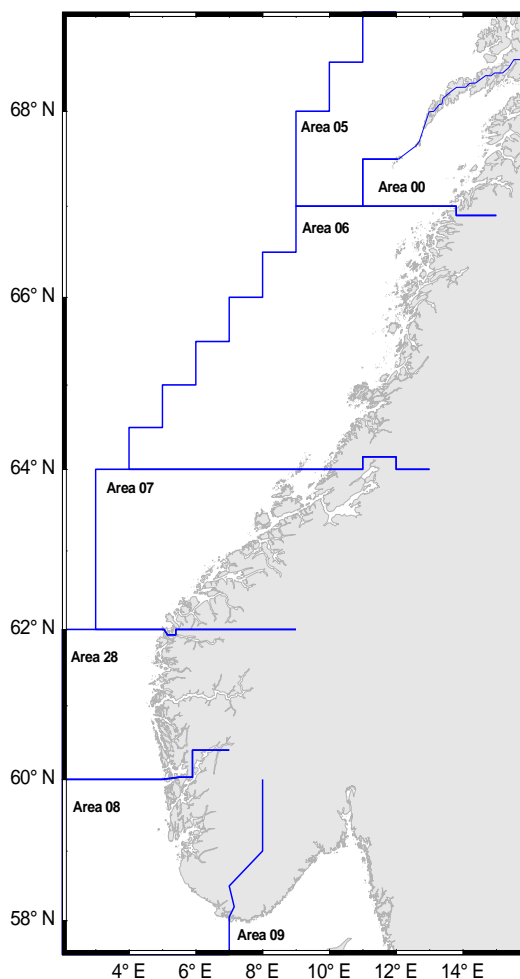 68° N
Area 05
Area 00
Area 06
66° N
64° N
Area 07
62° N
Area 28
60° N
Area 08
58° N
Area 09
4° E 6° E 8° E 10° E 12° E 14° E